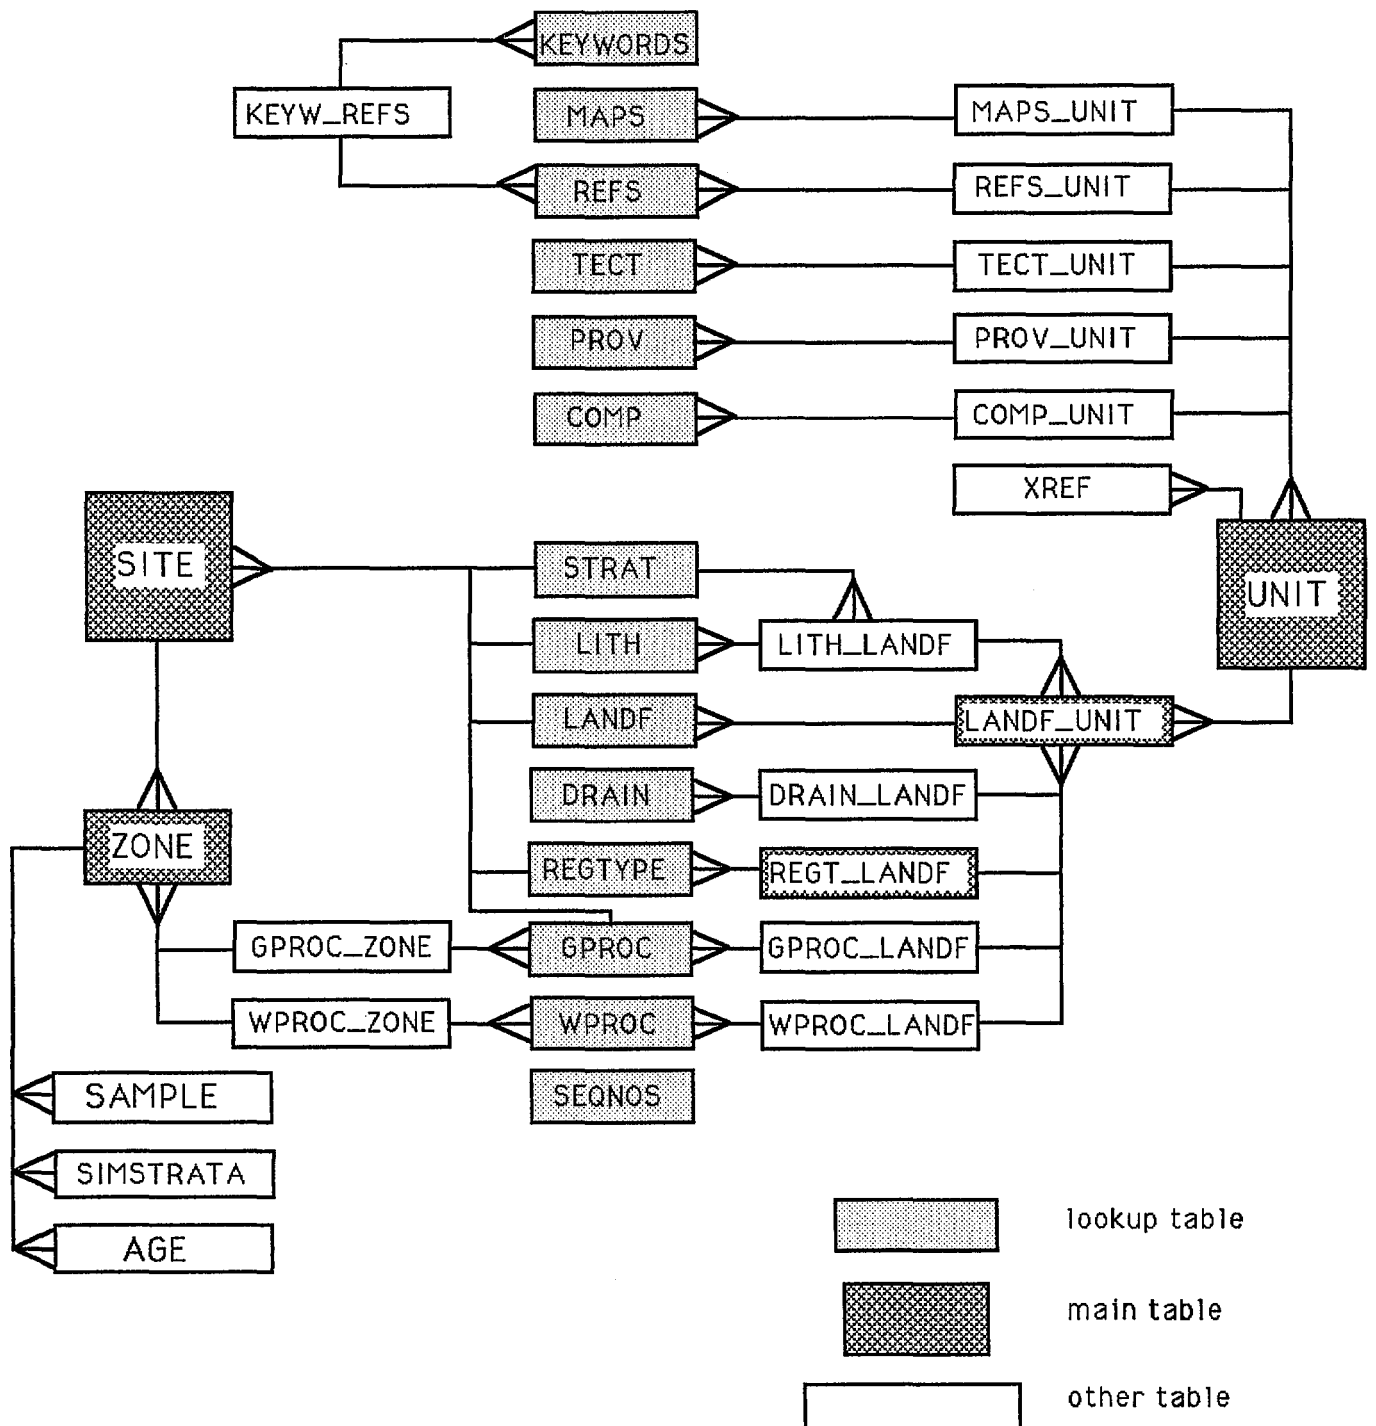 KEYWORDS
KEYW_REFS
MAPS
MAPS_UNIT
REFS
REFS_UNIT
TECT
TECT_UNIT
PROV
PROV_UNIT
COMP
COMP_UNIT
XREF
SITE
STRAT
UNIT
LITH
LITH_LANDF
LANDF
LANDF_UNIT
DRAIN
DRAIN_LANDF
ZONE
REGTYPE
REGT_LANDF
GPROC_ZONE
GPROC
GPROC_LANDF
WPROC_ZONE
WPROC
WPROC_LANDF
SAMPLE
SEQNOS
SIMSTRATA
AGE
lookup table
main table
other table